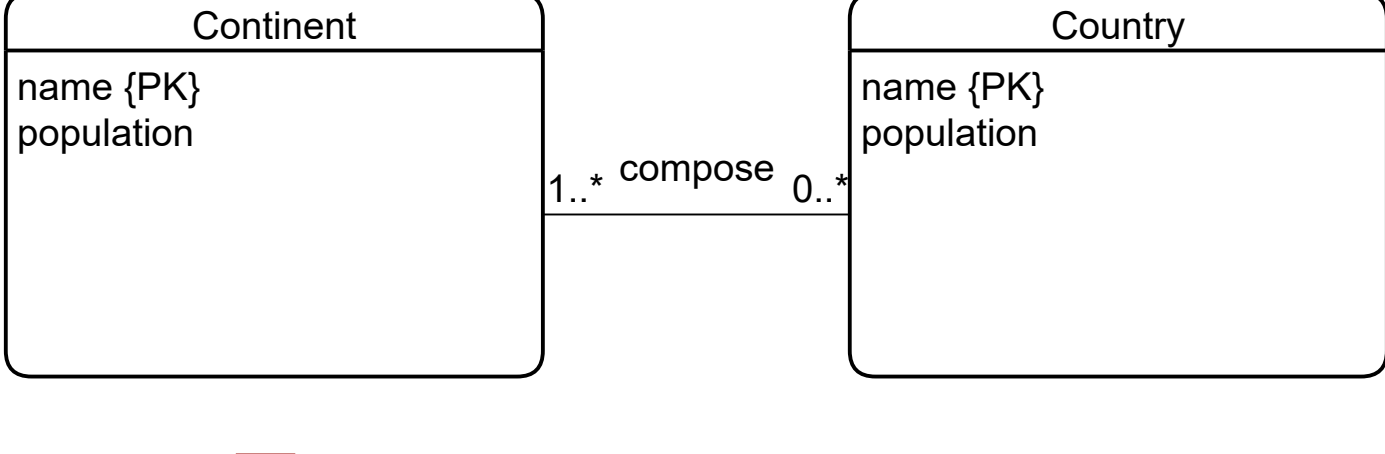 Continent
name {PK}
population
1..* compose 0..*
Country
name {PK}
population